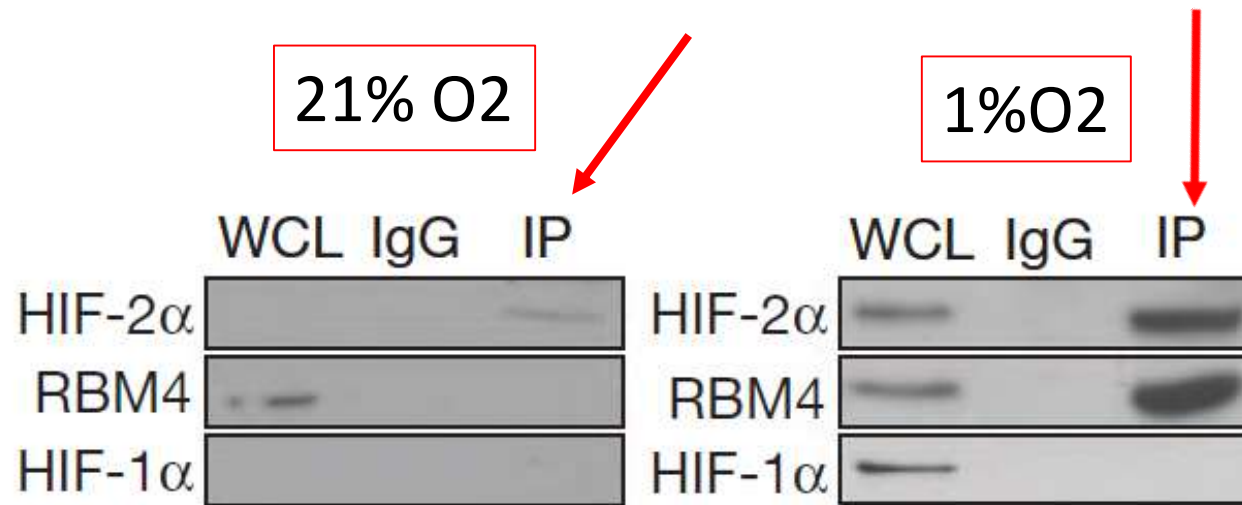 21% O2
1%O2
WCL IgG IP
WCL IgG IP
HIF-2α
HIF-2α
RBM4
RBM4
HIF-1α
HIF-1α